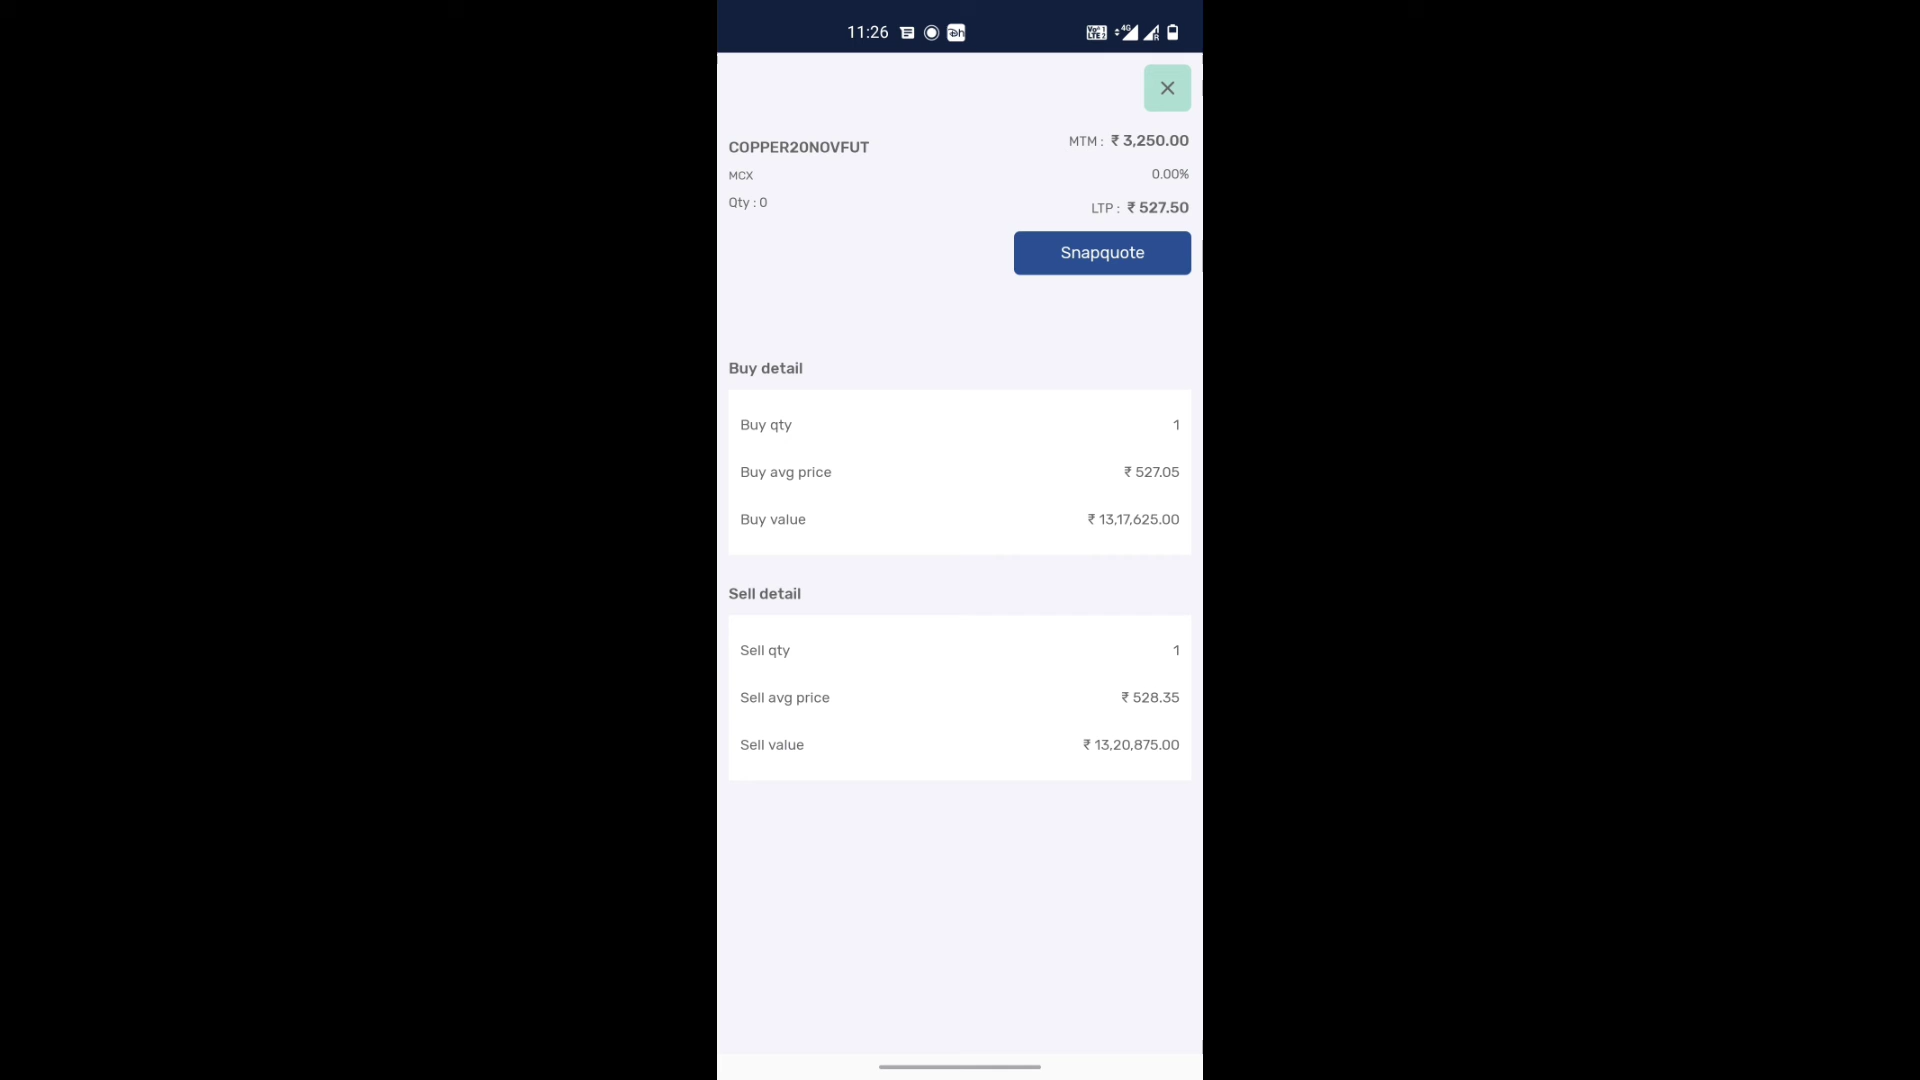 11:26
COPPER20NOVFUT
MTM : ₹ 3,250.00
MCX
0.00%
Qty : 0
LTP : ₹ 527.50
Snapquote
Buy detail
Buy qty 1
Buy avg price ₹ 527.05
Buy value ₹ 13,17,625.00
Sell detail
Sell qty 1
Sell avg price ₹ 528.35
Sell value ₹ 13,20,875.00